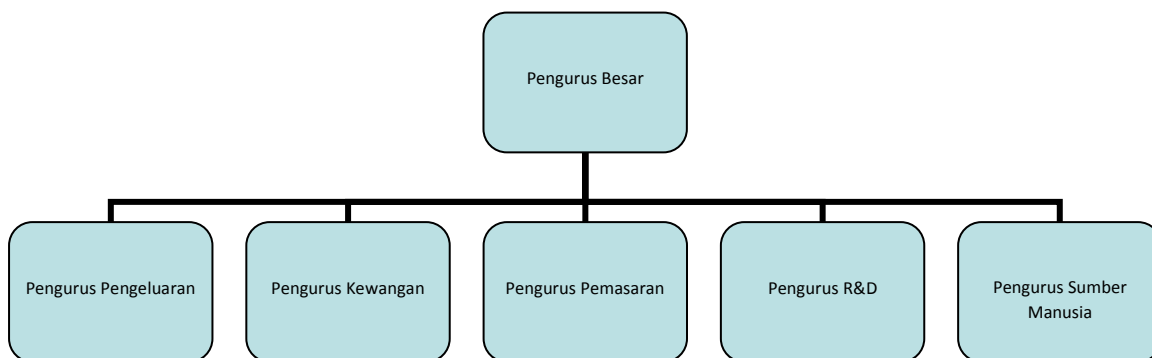 Pengurus Besar
Pengurus Pengeluaran
Pengurus Kewangan
Pengurus Pemasaran
Pengurus R&D
Pengurus Sumber
Manusia